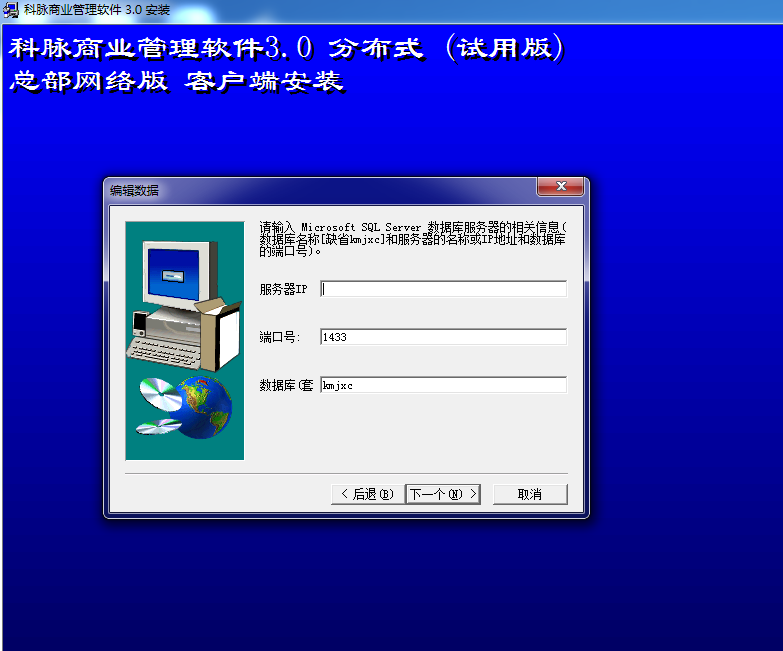 科脉商业管理软件 3.0 安装
科脉商业管理软件3.0 分布式 (试用版)
总部网络版 客户端安装
编辑数据
请输入 Microsoft SQL Server 数据库服务器的相关信息(
数据库名称[缺省kmjxc]和服务器的名称或IP地址和数据库
的端口号)。
服务器IP
端口号: 1433
数据库(套 kmjxc
< 后退(B) 下一个(N) > 取消